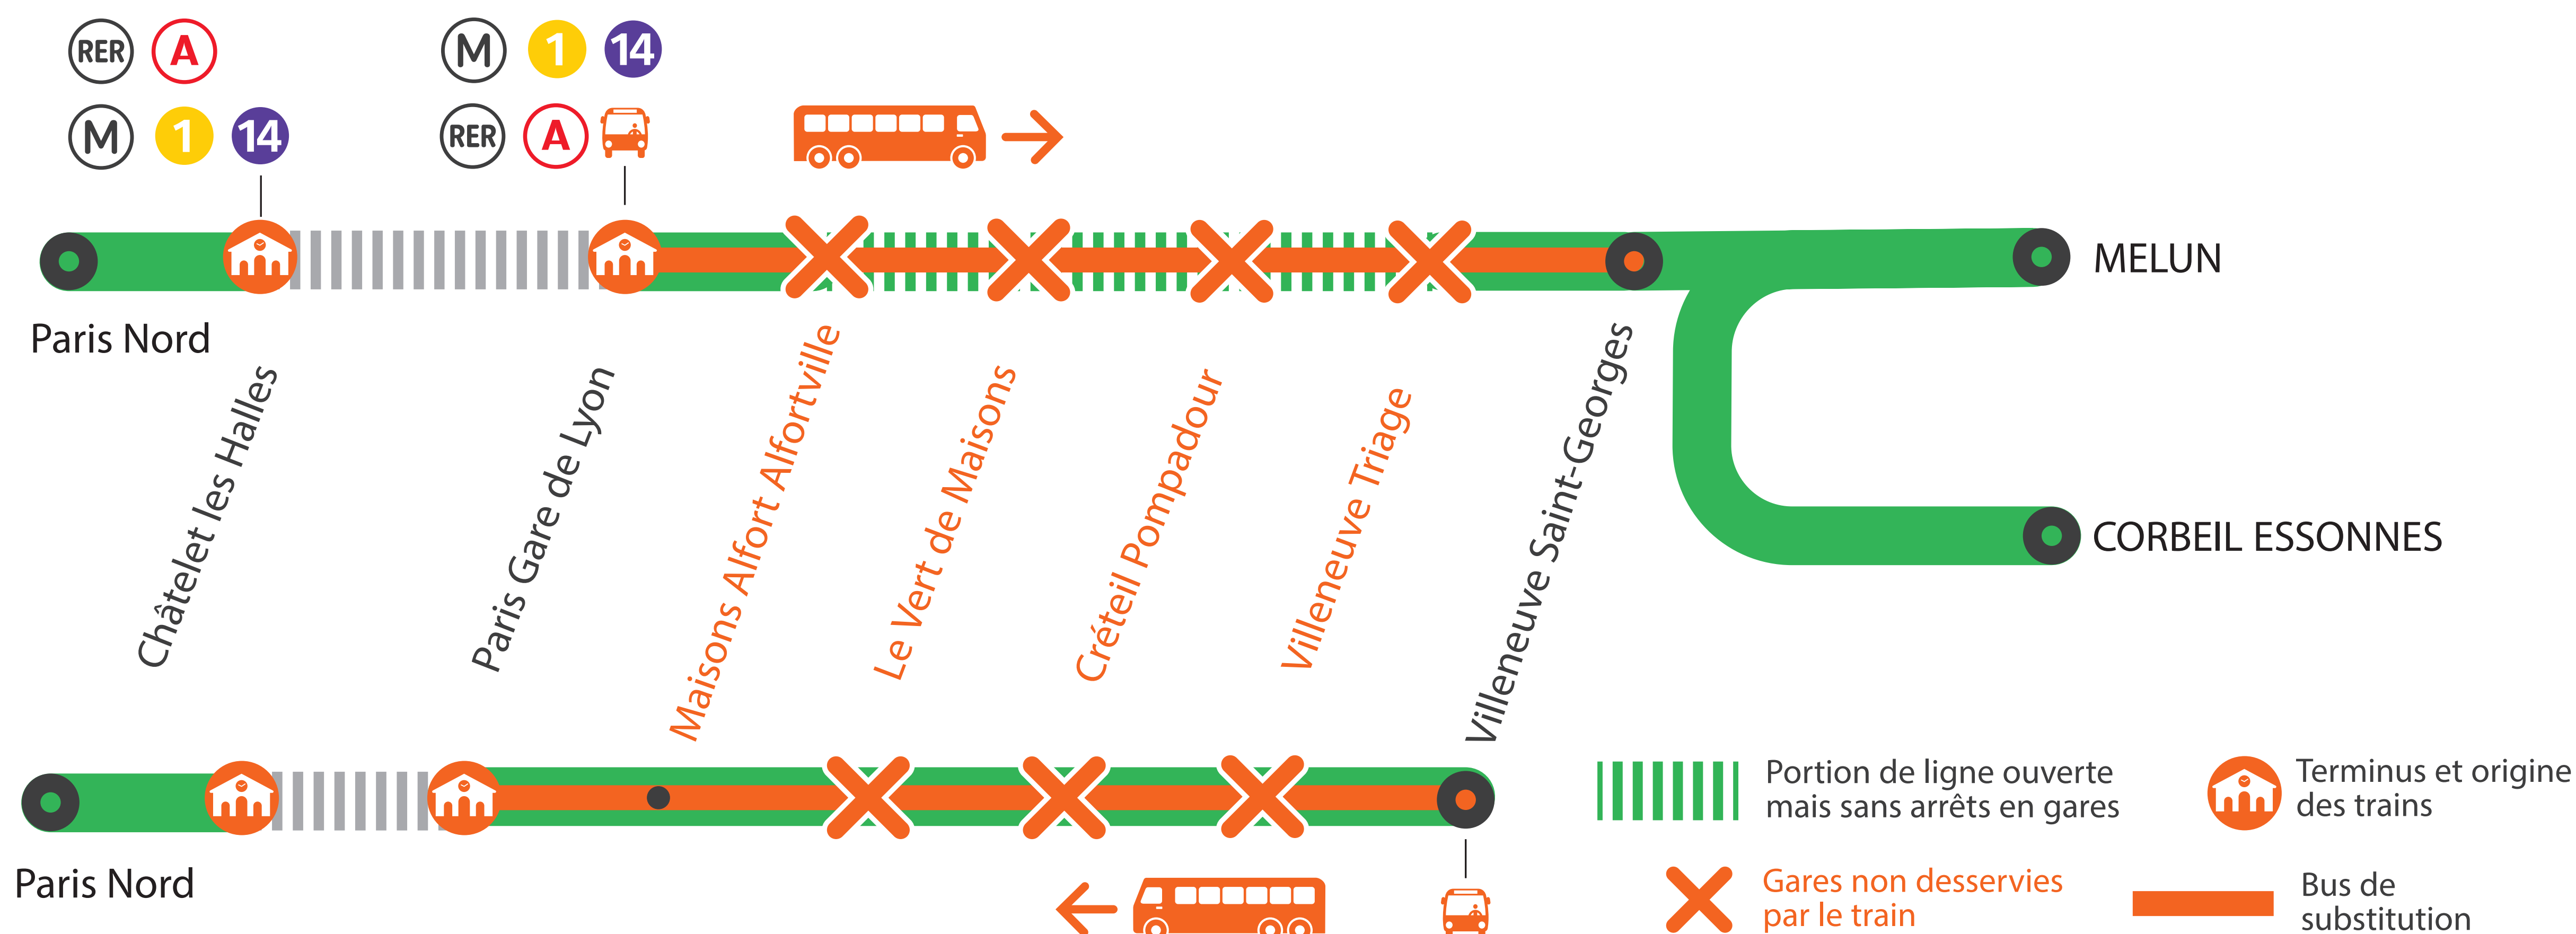 RER A
M 1 14
M 1 14
RER A
MELUN
Paris Nord
Châtelet les Halles
Paris Gare de Lyon
Maisons Alfort Alfortville
Le Vert de Maisons
Créteil Pompadour
Villeneuve Triage
Villeneuve Saint-Georges
CORBEIL ESSONNES
Paris Nord
Portion de ligne ouverte
mais sans arrêts en gares
Terminus et origine
des trains
Gares non desservies
par le train
Bus de
substitution